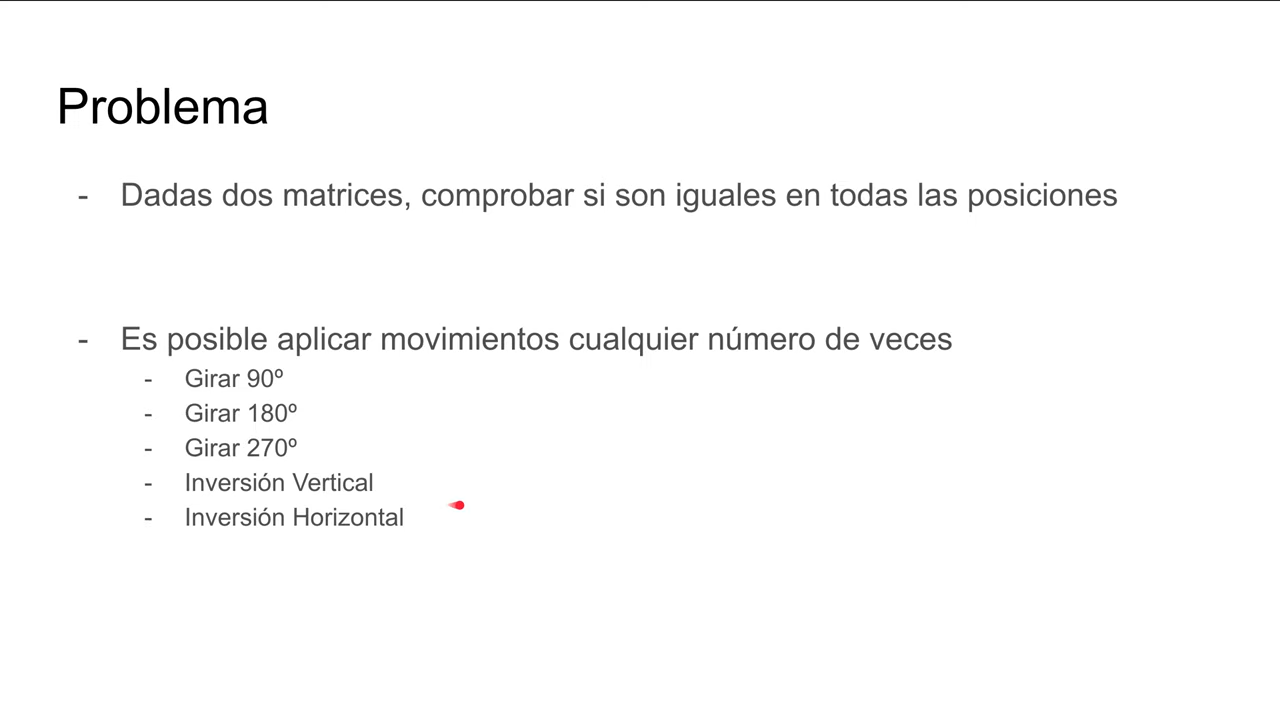 Problema
- Dadas dos matrices, comprobar si son iguales en todas las posiciones
- Es posible aplicar movimientos cualquier número de veces
- Girar 90º
- Girar 180º
- Girar 270º
- Inversión Vertical
- Inversión Horizontal